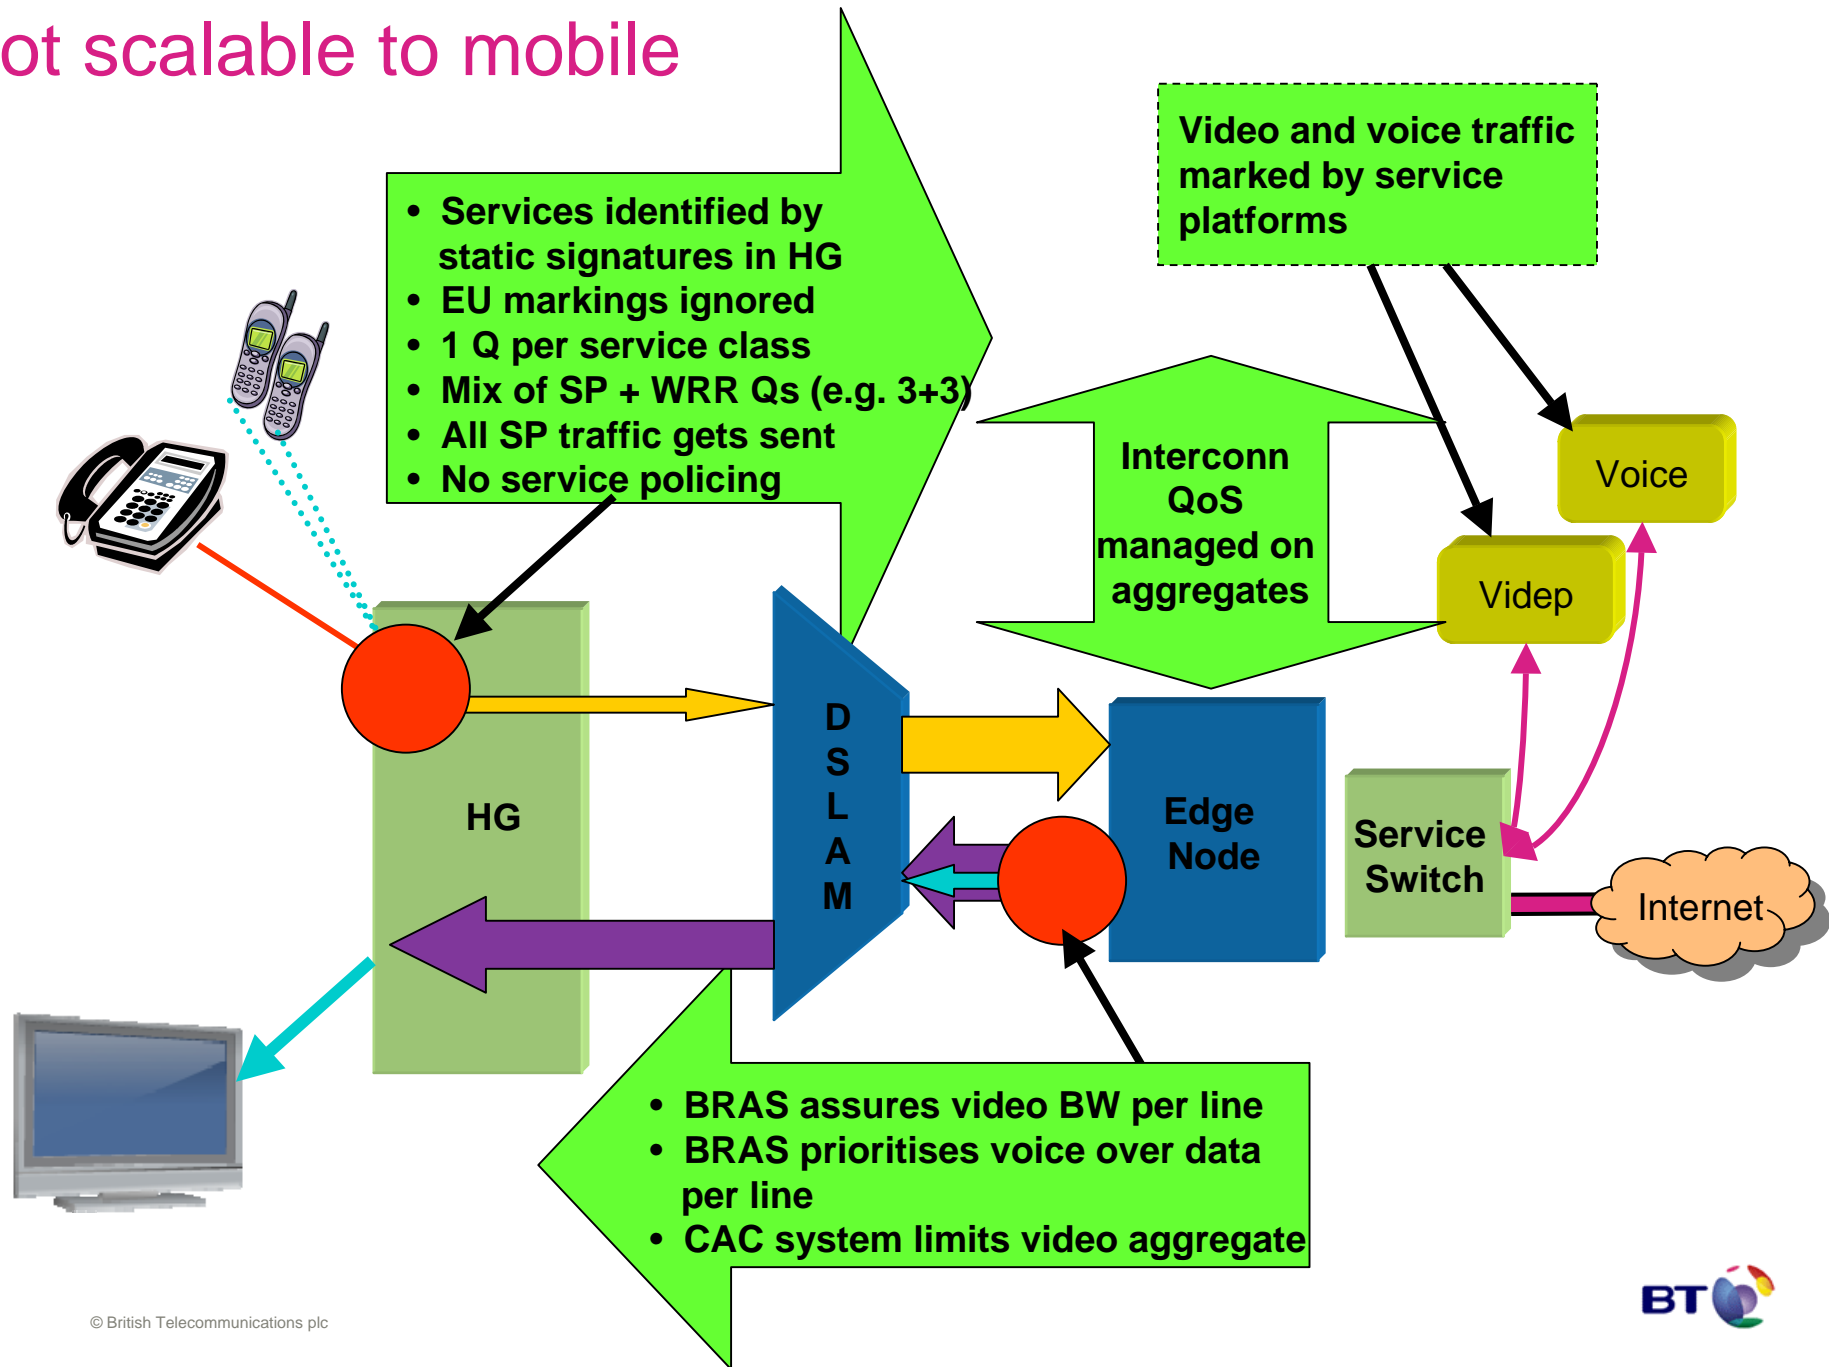 ot scalable to mobile
Video and voice traffic
marked by service
platforms
• Services identified by
static signatures in HG
• EU markings ignored
• 1 Q per service class
• Mix of SP + WRR Qs (e.g. 3+3)
• All SP traffic gets sent
• No service policing
Interconn
QoS
managed on
aggregates
Voice
Videp
HG
D
S
L
A
M
Edge
Node
Service
Switch
Internet
• BRAS assures video BW per line
• BRAS prioritises voice over data
per line
• CAC system limits video aggregate
© British Telecommunications plc
BT